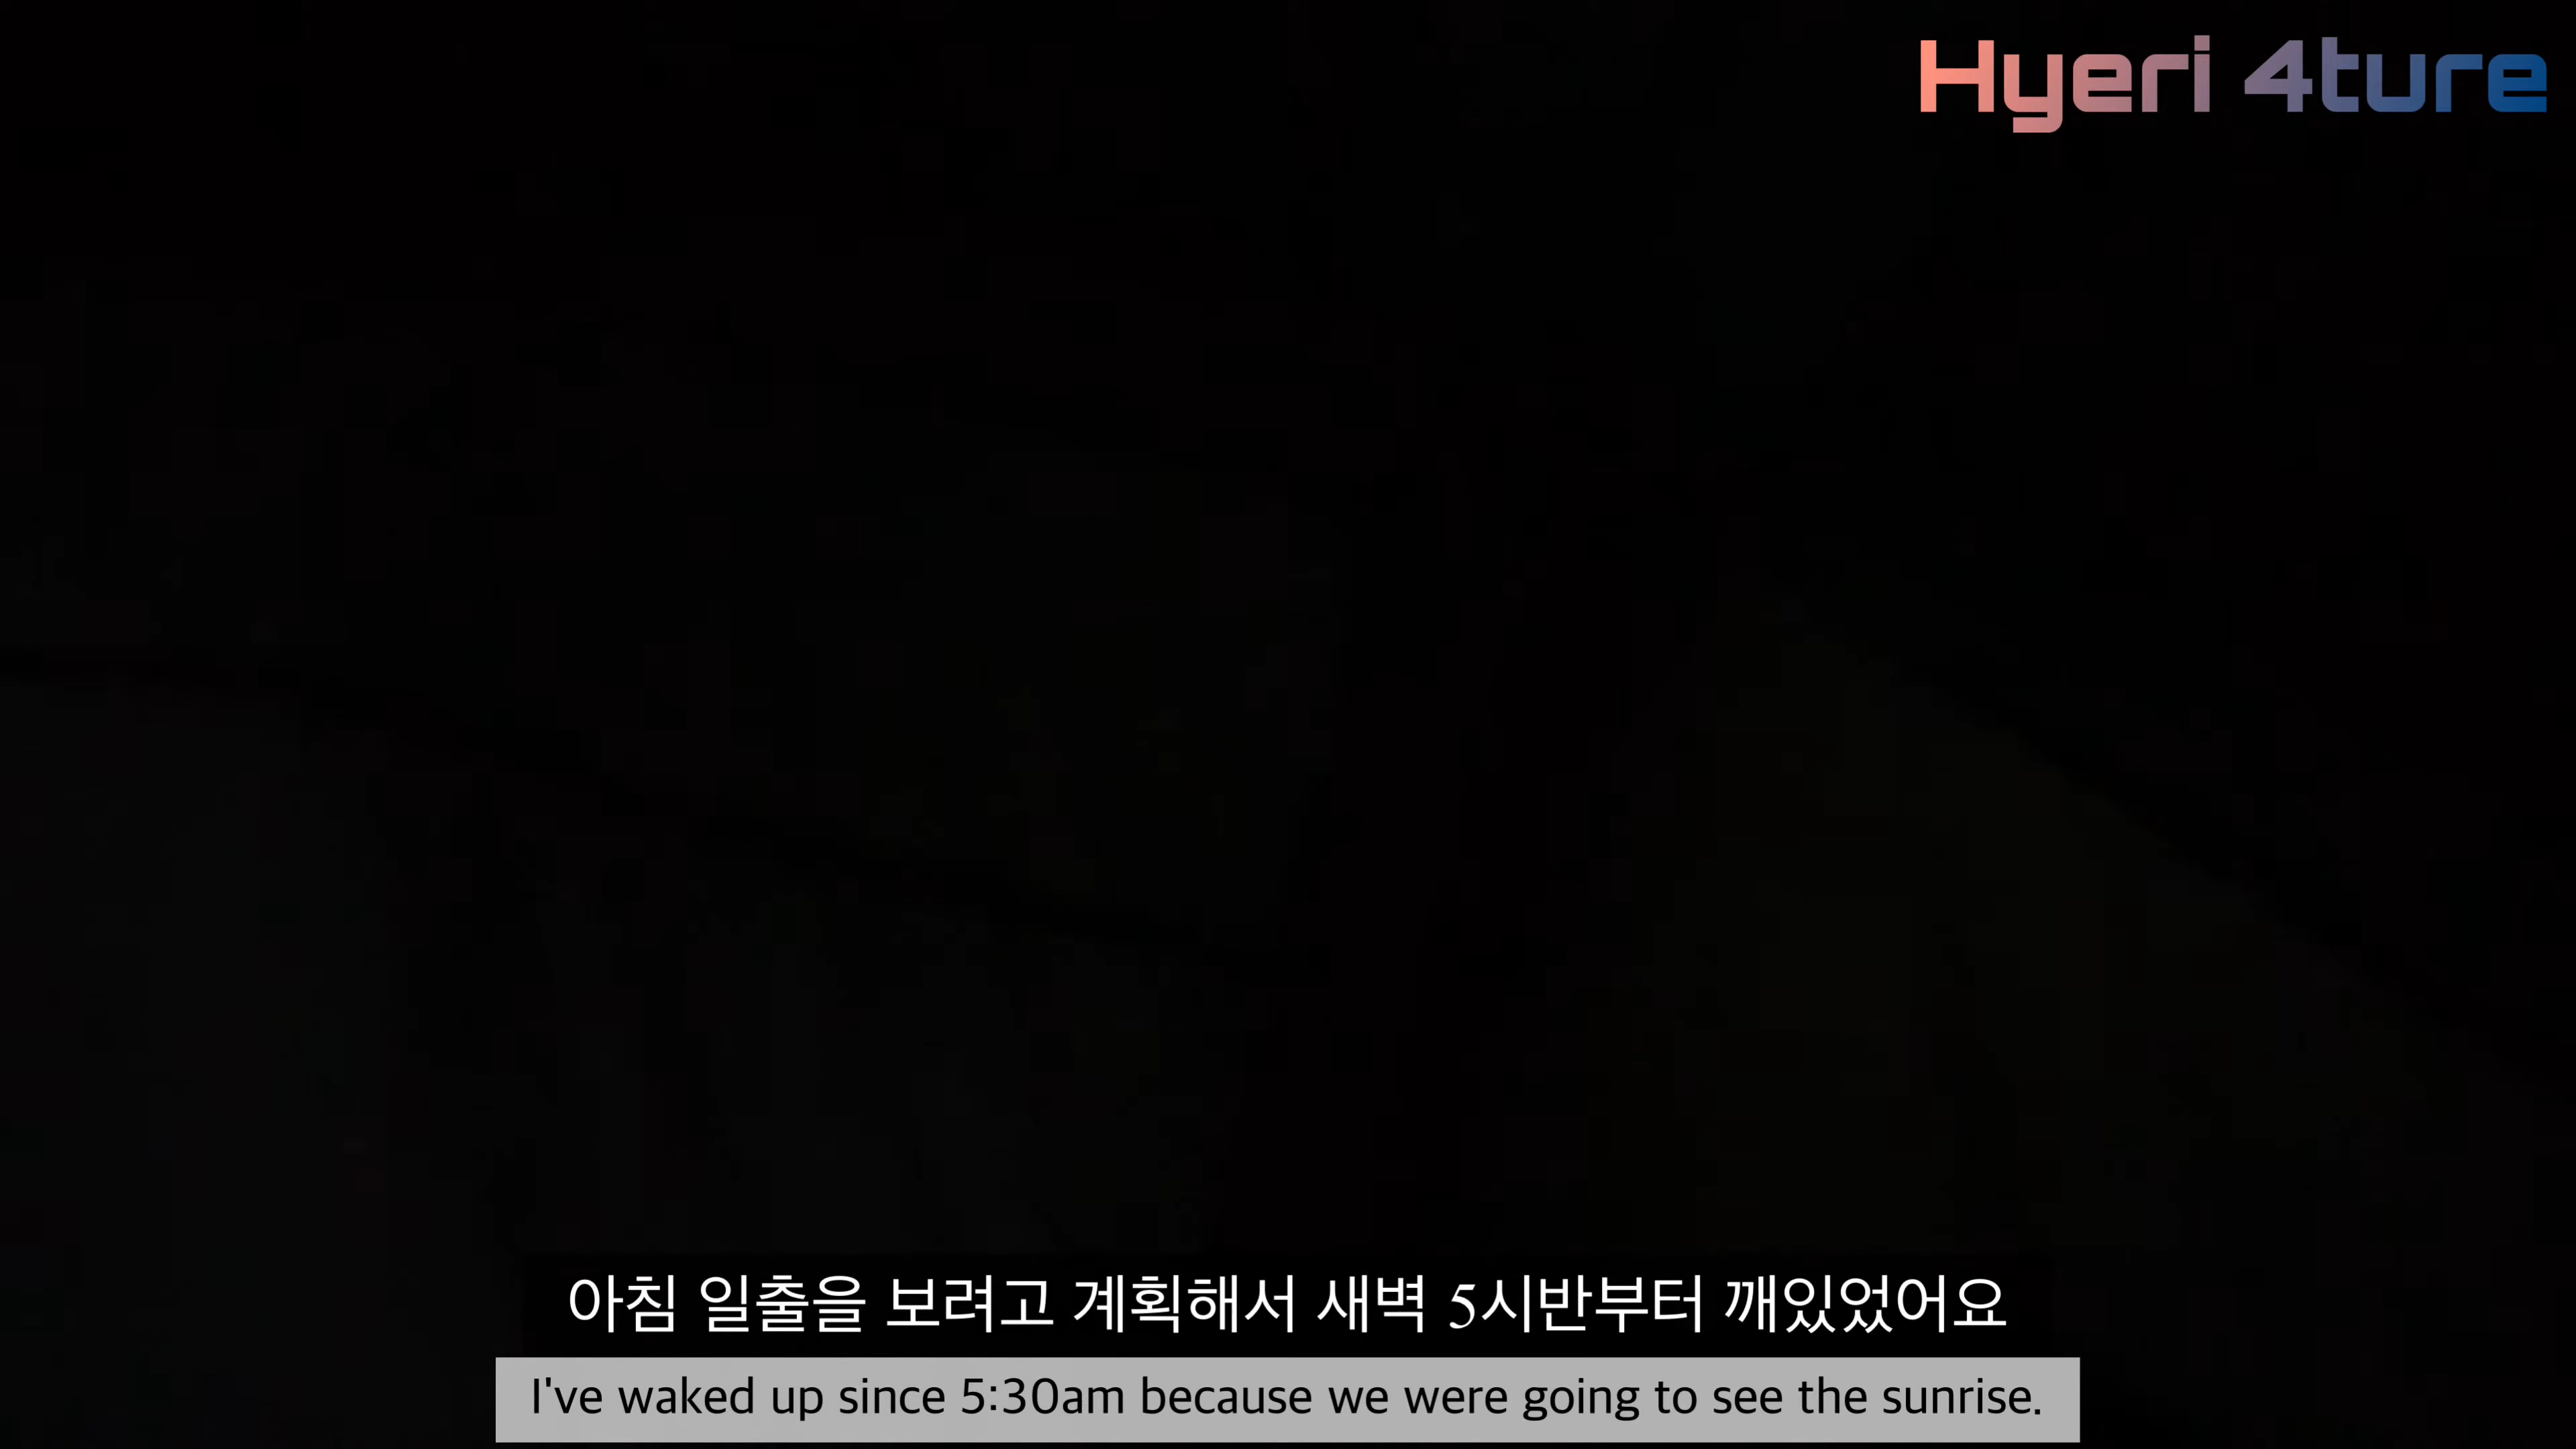 Hyeri 4ture
아침 일출을 보려고 계획해서 새벽 5시반부터 깨있었어요
I've waked up since 5:30am because we were going to see the sunrise.